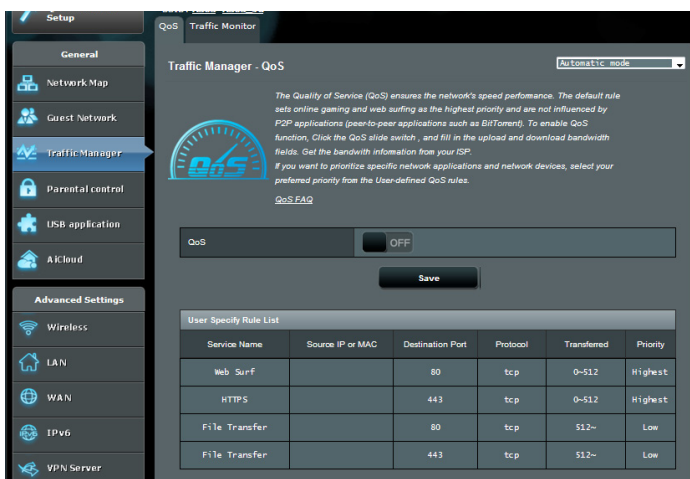 Setup
General
Network Map
Guest Network
Traffic Manager
Parental control
USB application
AiCloud
Advanced Settings
Wireless
LAN
WAN
IPv6
VPN Server
QoS Traffic Monitor
Traffic Manager - QoS
Automatic mode
The Quality of Service (QoS) ensures the network's speed performance. The default rule
sets online gaming and web surfing as the highest priority and are not influenced by
P2P applications (peer-to-peer applications such as BitTorrent). To enable QoS
function, Click the QoS slide switch , and fill in the upload and download bandwidth
fields. Get the bandwidth information from your ISP.
If you want to prioritize specific network applications and network devices, select your
preferred priority from the User-defined QoS rules.
QoS FAQ
QoS
QoS OFF
Save
User Specify Rule List
Service Name Source IP or MAC Destination Port Protocol Transferred Priority
Web Surf 80 tcp 0~512 Highest
HTTPS 443 tcp 0~512 Highest
File Transfer 80 tcp 512~ Low
File Transfer 443 tcp 512~ Low